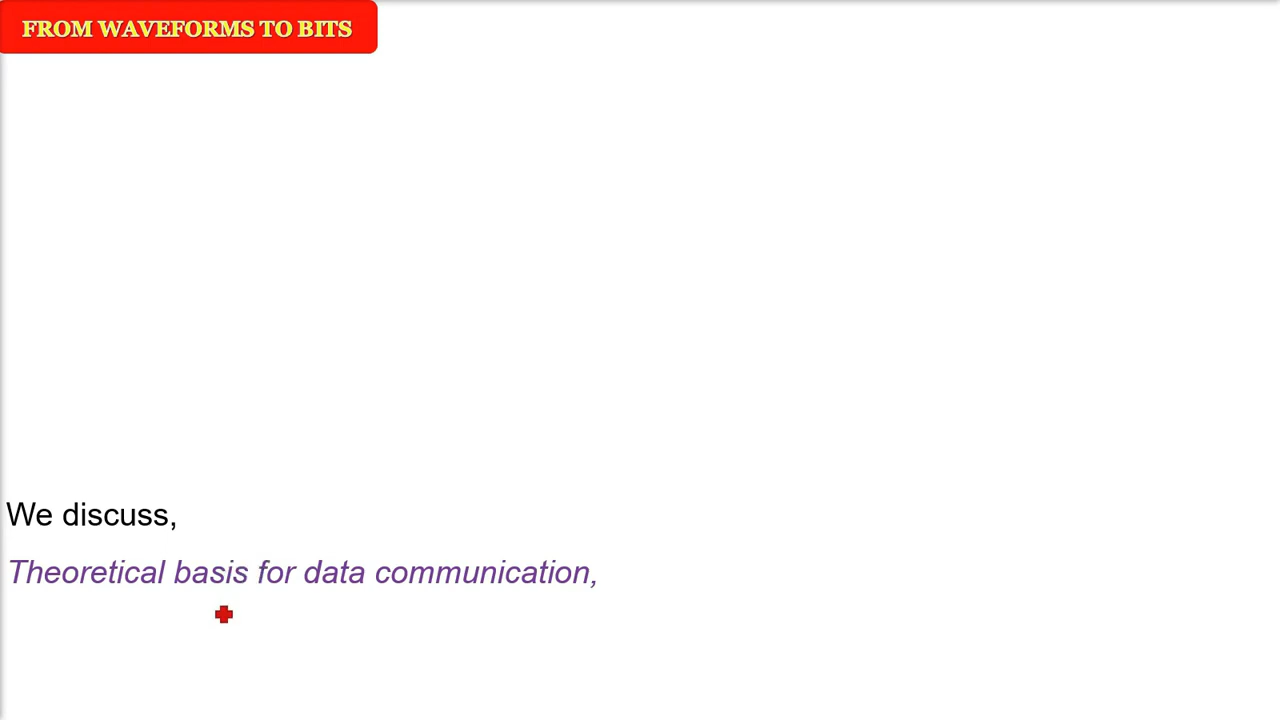 FROM WAVEFORMS TO BITS
We discuss,
Theoretical basis for data communication,